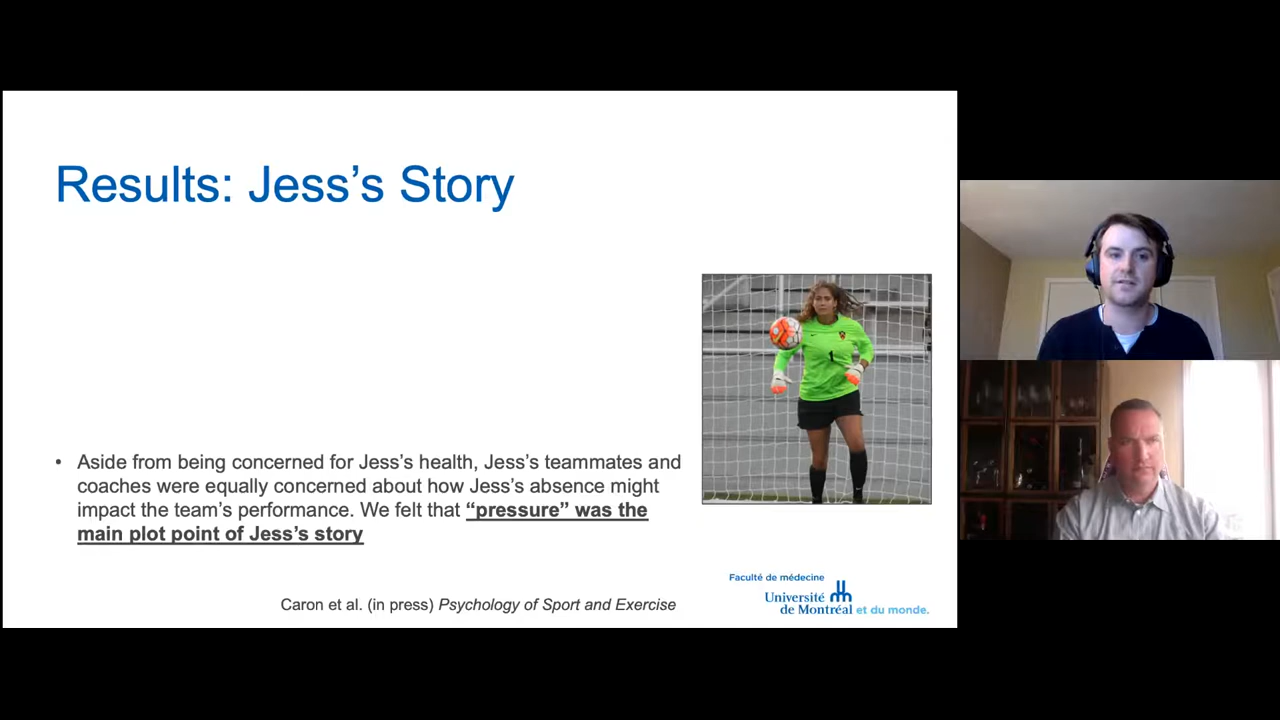 Results: Jess’s Story
• Aside from being concerned for Jess’s health, Jess’s teammates and
coaches were equally concerned about how Jess’s absence might
impact the team’s performance. We felt that “pressure” was the
main plot point of Jess’s story
1
Caron et al. (in press) Psychology of Sport and Exercise
Faculté de médecine
Université
de Montréal et du monde.